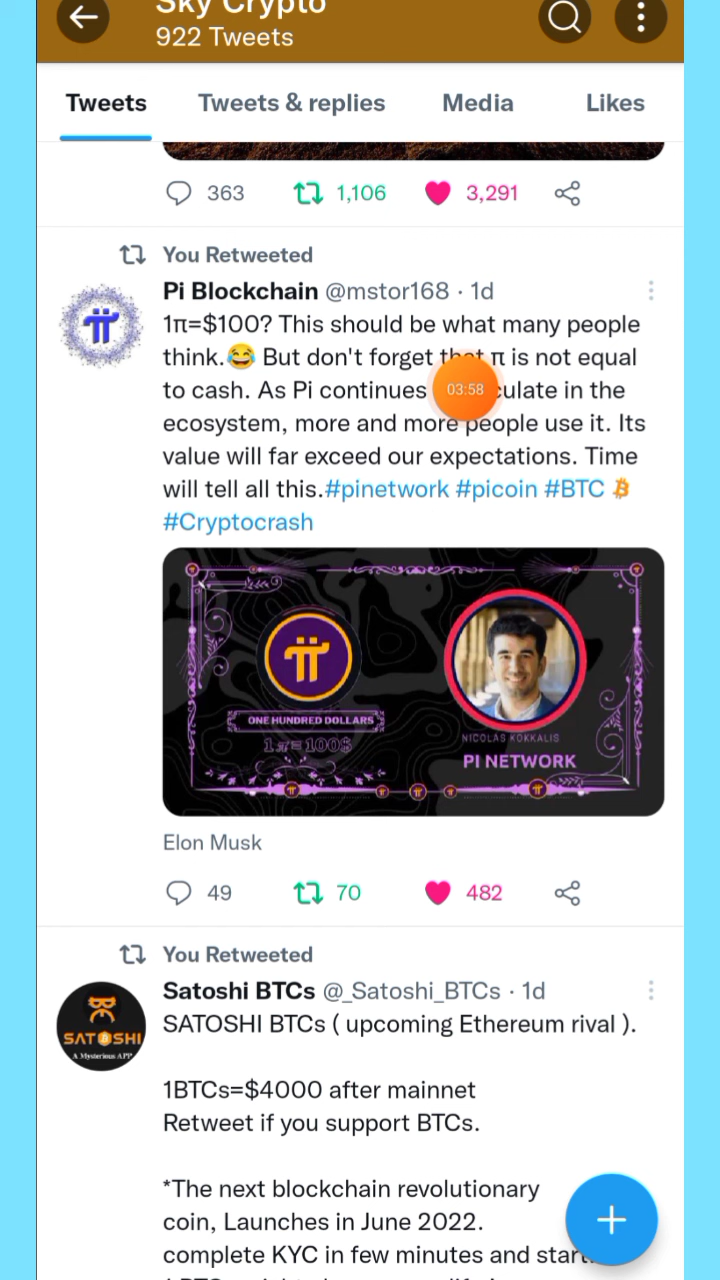 Sky Crypto
922 Tweets
Tweets Tweets & replies Media Likes
363 1,106 3,291
You Retweeted
Pi Blockchain @mstor168 · 1d
1π=$100? This should be what many people
think.😂 But don't forget that π is not equal
to cash. As Pi continues 03:58 culate in the
ecosystem, more and more people use it. Its
value will far exceed our expectations. Time
will tell all this.#pinetwork #picoin #BTC
#Cryptocrash
ONE HUNDRED DOLLARS
1π=100$
NICOLAS KOKKALIS
PI NETWORK
Elon Musk
49 70 482
You Retweeted
Satoshi BTCs @_Satoshi_BTCs · 1d
SATOSHI
A Mysterious APP
SATOSHI BTCs ( upcoming Ethereum rival ).
1BTCs=$4000 after mainnet
Retweet if you support BTCs.
*The next blockchain revolutionary
coin, Launches in June 2022.
complete KYC in few minutes and start